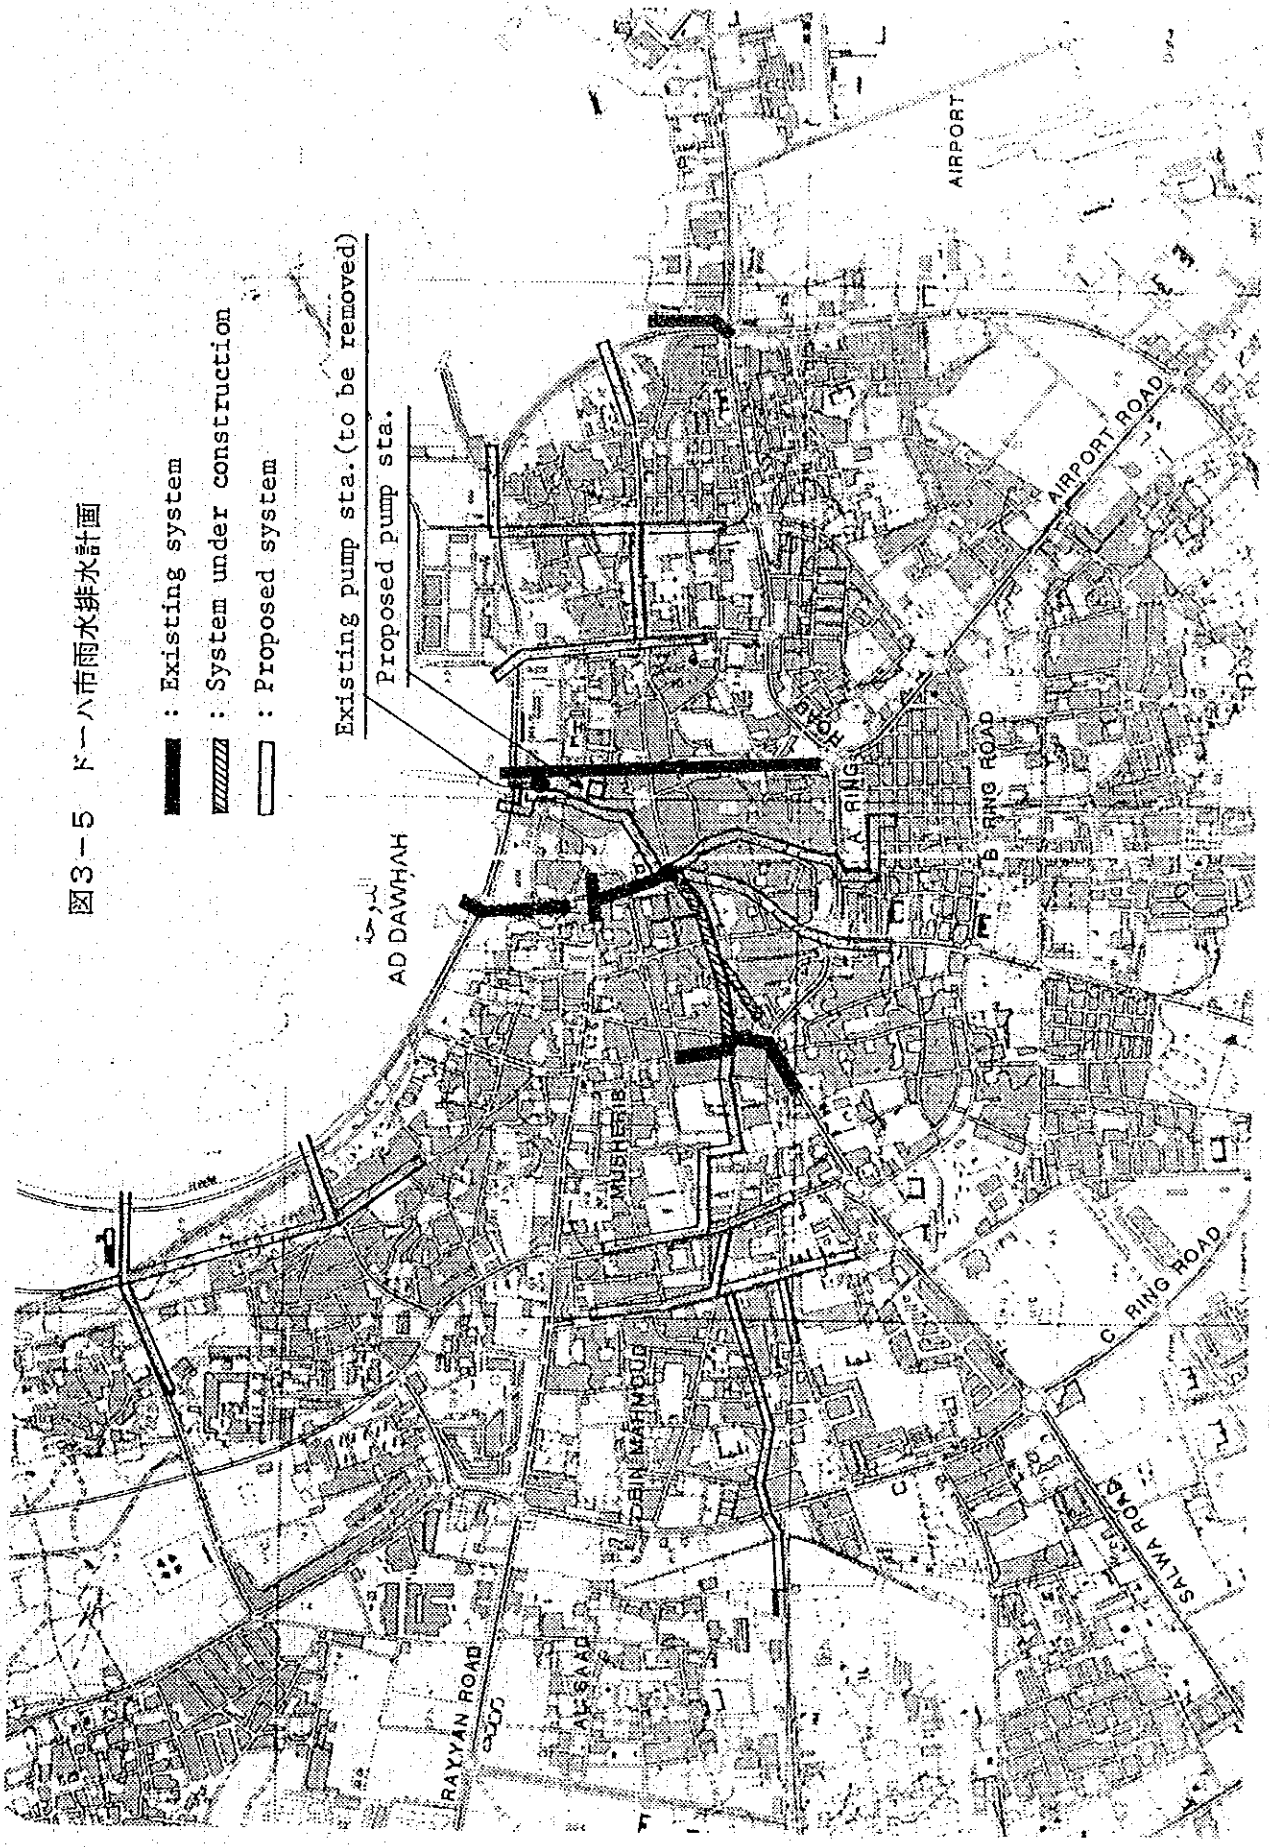 図3-5 ドーハ市雨水排水計画
: Existing system
: System under construction
: Proposed system
Existing pump sta.(to be removed)
Proposed pump sta.
الدوحة
AD DAWHAH
AIRPORT
AIRPORT ROAD
A RING ROAD
B RING ROAD
MUSHERIB
BIN MAHMOUD
C RING ROAD
SALWA ROAD
RAYYAN ROAD
AL SAAD